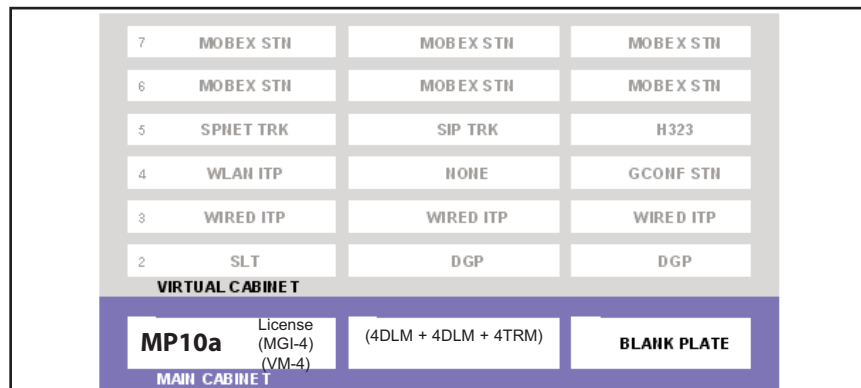 7 MOBEX STN MOBEX STN MOBEX STN
6 MOBEX STN MOBEX STN MOBEX STN
5 SPNET TRK SIP TRK H323
4 WLAN ITP NONE GCONF STN
3 WIRED ITP WIRED ITP WIRED ITP
2 SLT DGP DGP
VIRTUAL CABINET
MP10a License (4DLM + 4DLM + 4TRM) BLANK PLATE
(MGI-4)
(VM-4)
MAIN CABINET